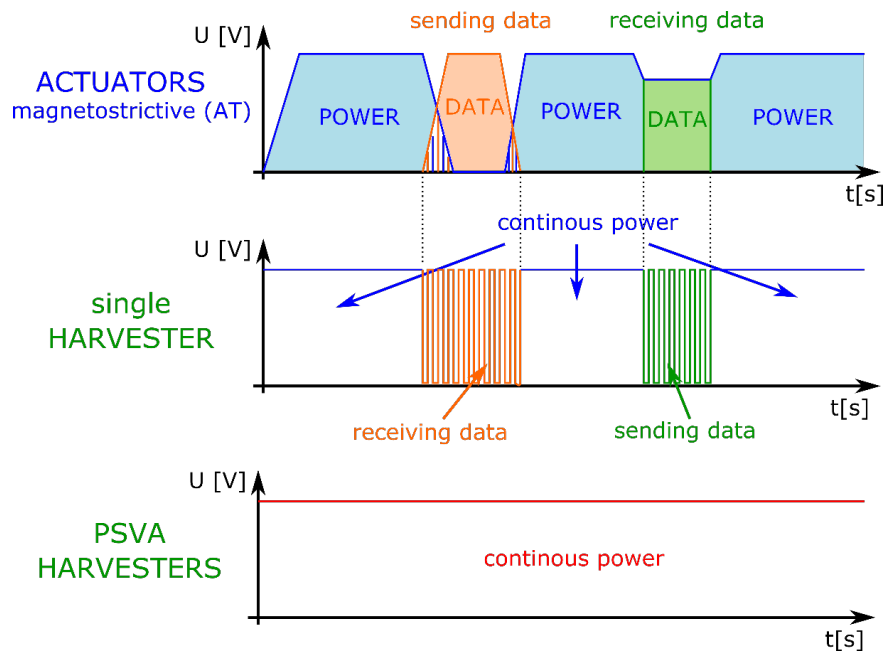 sending data
receiving data
U [V]
ACTUATORS
magnetostrictive (AT)
POWER
DATA
POWER
DATA
POWER
t[s]
U [V]
continous power
single
HARVESTER
t[s]
receiving data
sending data
U [V]
PSVA
HARVESTERS
continous power
t[s]